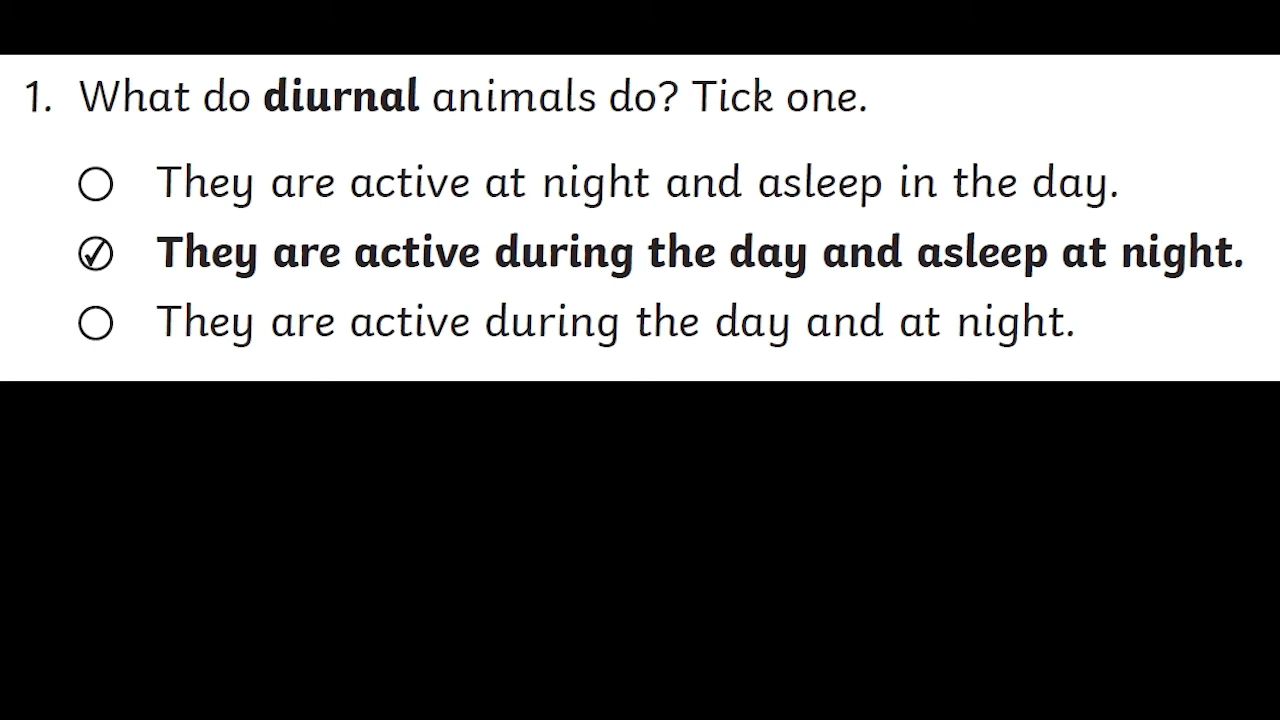 1. What do diurnal animals do? Tick one.
They are active at night and asleep in the day.
They are active during the day and asleep at night.
They are active during the day and at night.